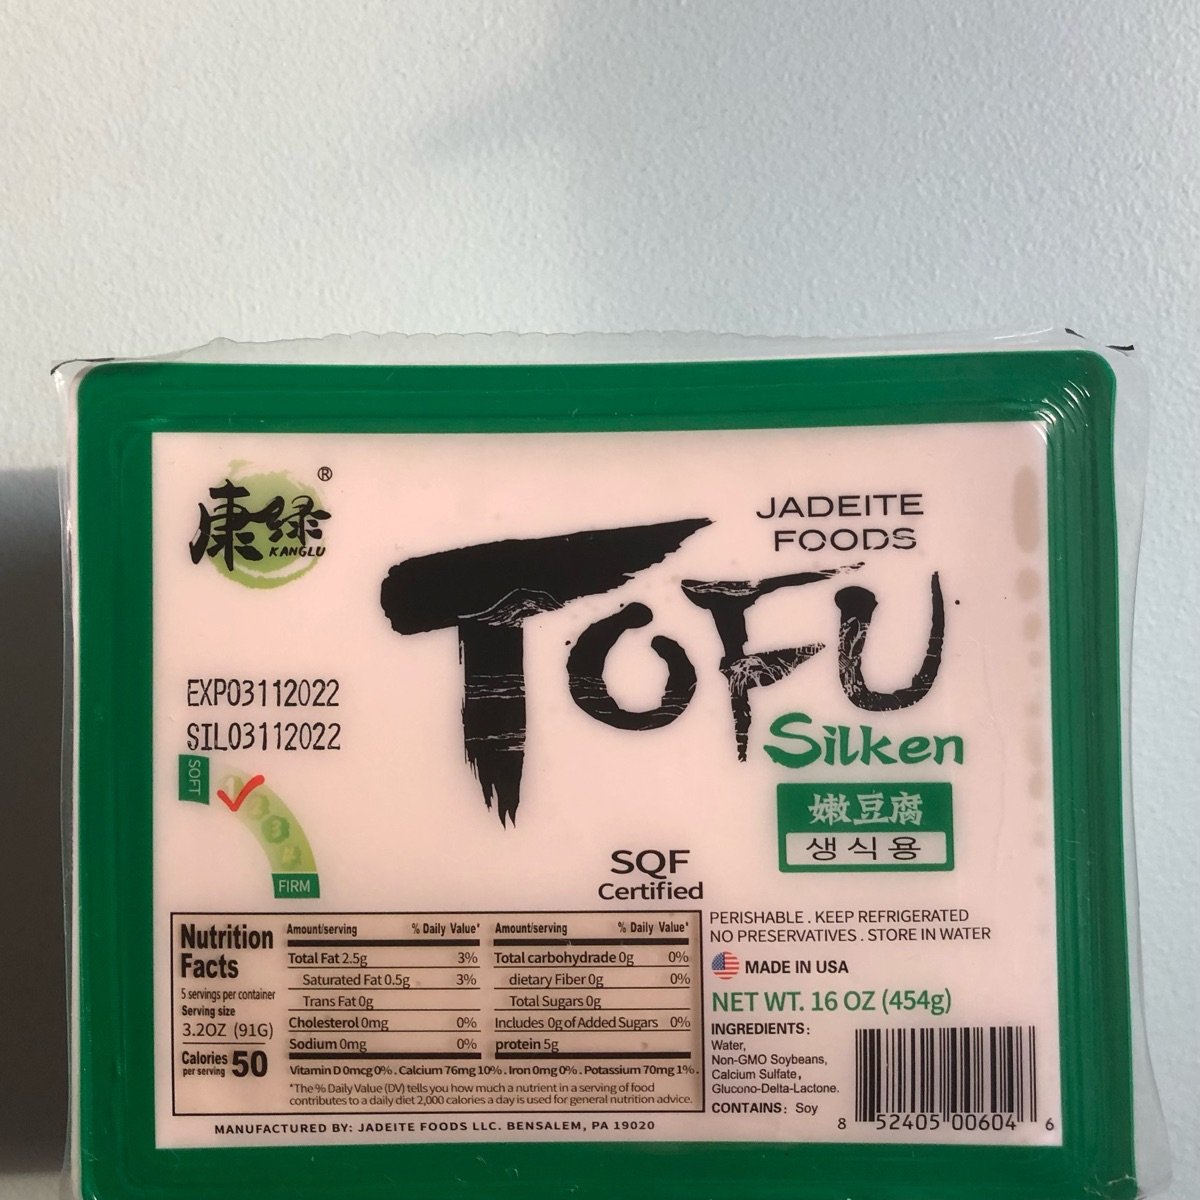 康绿®
KANGLU
JADEITE
FOODS
TOFU
Silken
嫩豆腐
생식용
EXP03112022
SIL03112022
SOFT
FIRM
SQF
Certified
Nutrition
Facts
5 servings per container
Serving size
3.2OZ (91G)
Calories
per serving 50
Amount/serving % Daily Value*
Total Fat 2.5g 3%
Saturated Fat 0.5g 3%
Trans Fat 0g
Cholesterol 0mg 0%
Sodium 0mg 0%
Amount/serving % Daily Value*
Total carbohydrade 0g 0%
dietary Fiber 0g 0%
Total Sugars 0g
Includes 0g of Added Sugars 0%
protein 5g
Vitamin D 0mcg 0% . Calcium 76mg 10% . Iron 0mg 0% . Potassium 70mg 1% .
*The % Daily Value (DV) tells you how much a nutrient in a serving of food
contributes to a daily diet 2,000 calories a day is used for general nutrition advice.
PERISHABLE . KEEP REFRIGERATED
NO PRESERVATIVES . STORE IN WATER
MADE IN USA
NET WT. 16 OZ (454g)
INGREDIENTS:
Water,
Non-GMO Soybeans,
Calcium Sulfate,
Glucono-Delta-Lactone.
CONTAINS: Soy
8 52405 00604 6
MANUFACTURED BY: JADEITE FOODS LLC. BENSALEM, PA 19020